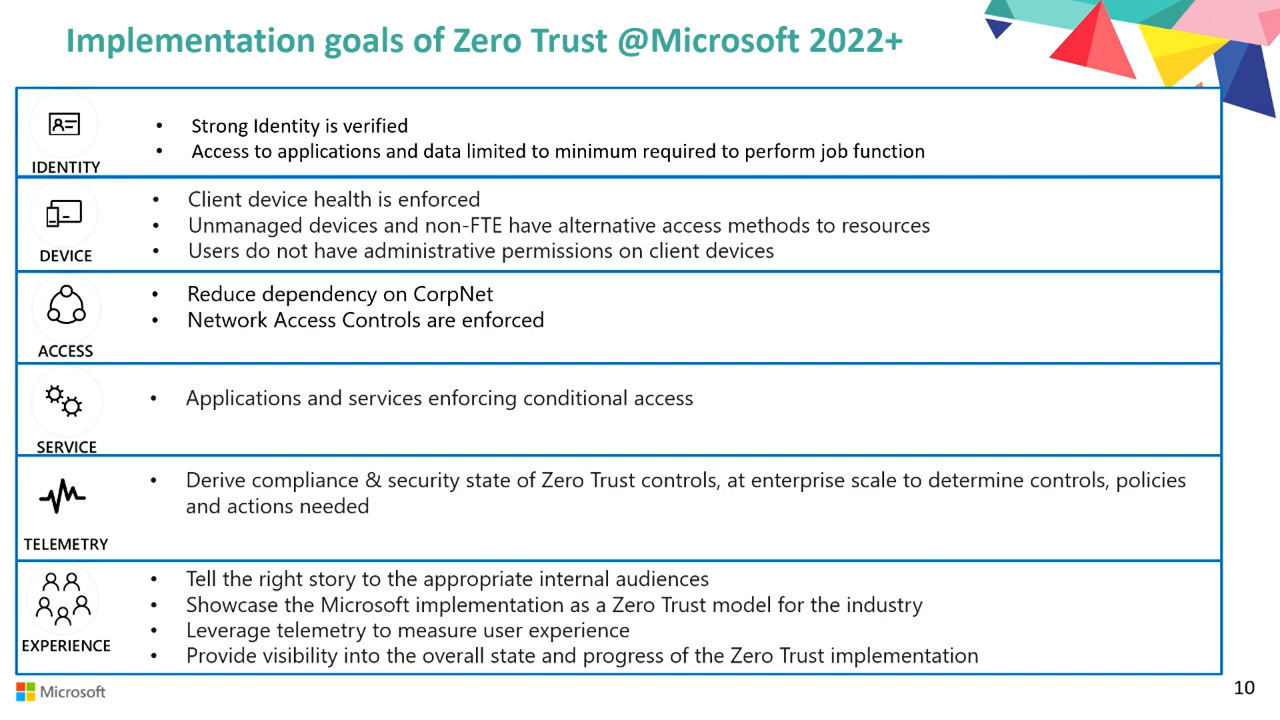 Implementation goals of Zero Trust @Microsoft 2022+
IDENTITY
• Strong Identity is verified
• Access to applications and data limited to minimum required to perform job function
DEVICE
• Client device health is enforced
• Unmanaged devices and non-FTE have alternative access methods to resources
• Users do not have administrative permissions on client devices
ACCESS
• Reduce dependency on CorpNet
• Network Access Controls are enforced
SERVICE
• Applications and services enforcing conditional access
TELEMETRY
• Derive compliance & security state of Zero Trust controls, at enterprise scale to determine controls, policies
and actions needed
EXPERIENCE
• Tell the right story to the appropriate internal audiences
• Showcase the Microsoft implementation as a Zero Trust model for the industry
• Leverage telemetry to measure user experience
• Provide visibility into the overall state and progress of the Zero Trust implementation
Microsoft
10